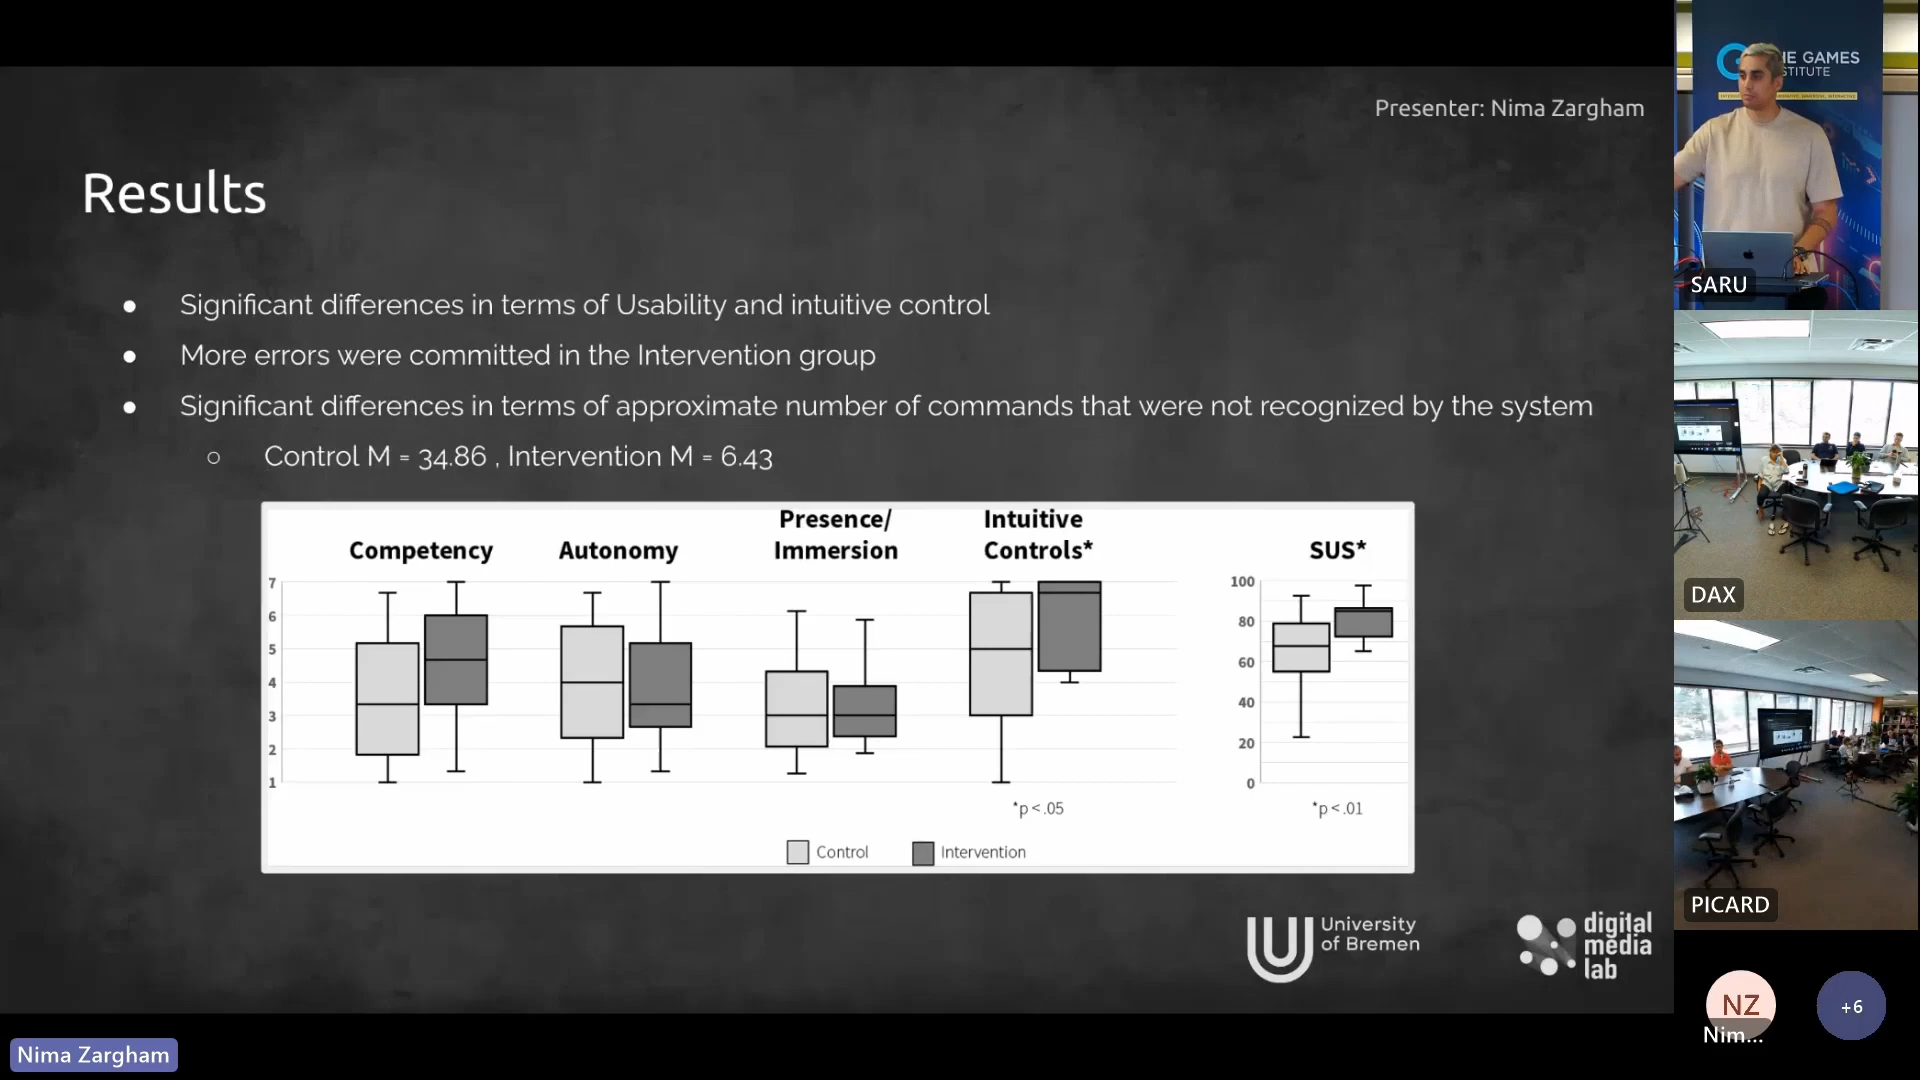 Presenter: Nima Zargham
Results
● Significant differences in terms of Usability and intuitive control
● More errors were committed in the Intervention group
● Significant differences in terms of approximate number of commands that were not recognized by the system
○ Control M = 34.86 , Intervention M = 6.43
Competency
Autonomy
Presence/
Immersion
Intuitive
Controls*
SUS*
7
6
5
4
3
2
1
100
80
60
40
20
0
*p < .05
*p < .01
Control
Intervention
University
of Bremen
digital
media
lab
Nima Zargham
HE GAMES
STITUTE
SARU
DAX
PICARD
NZ
Nim...
+6